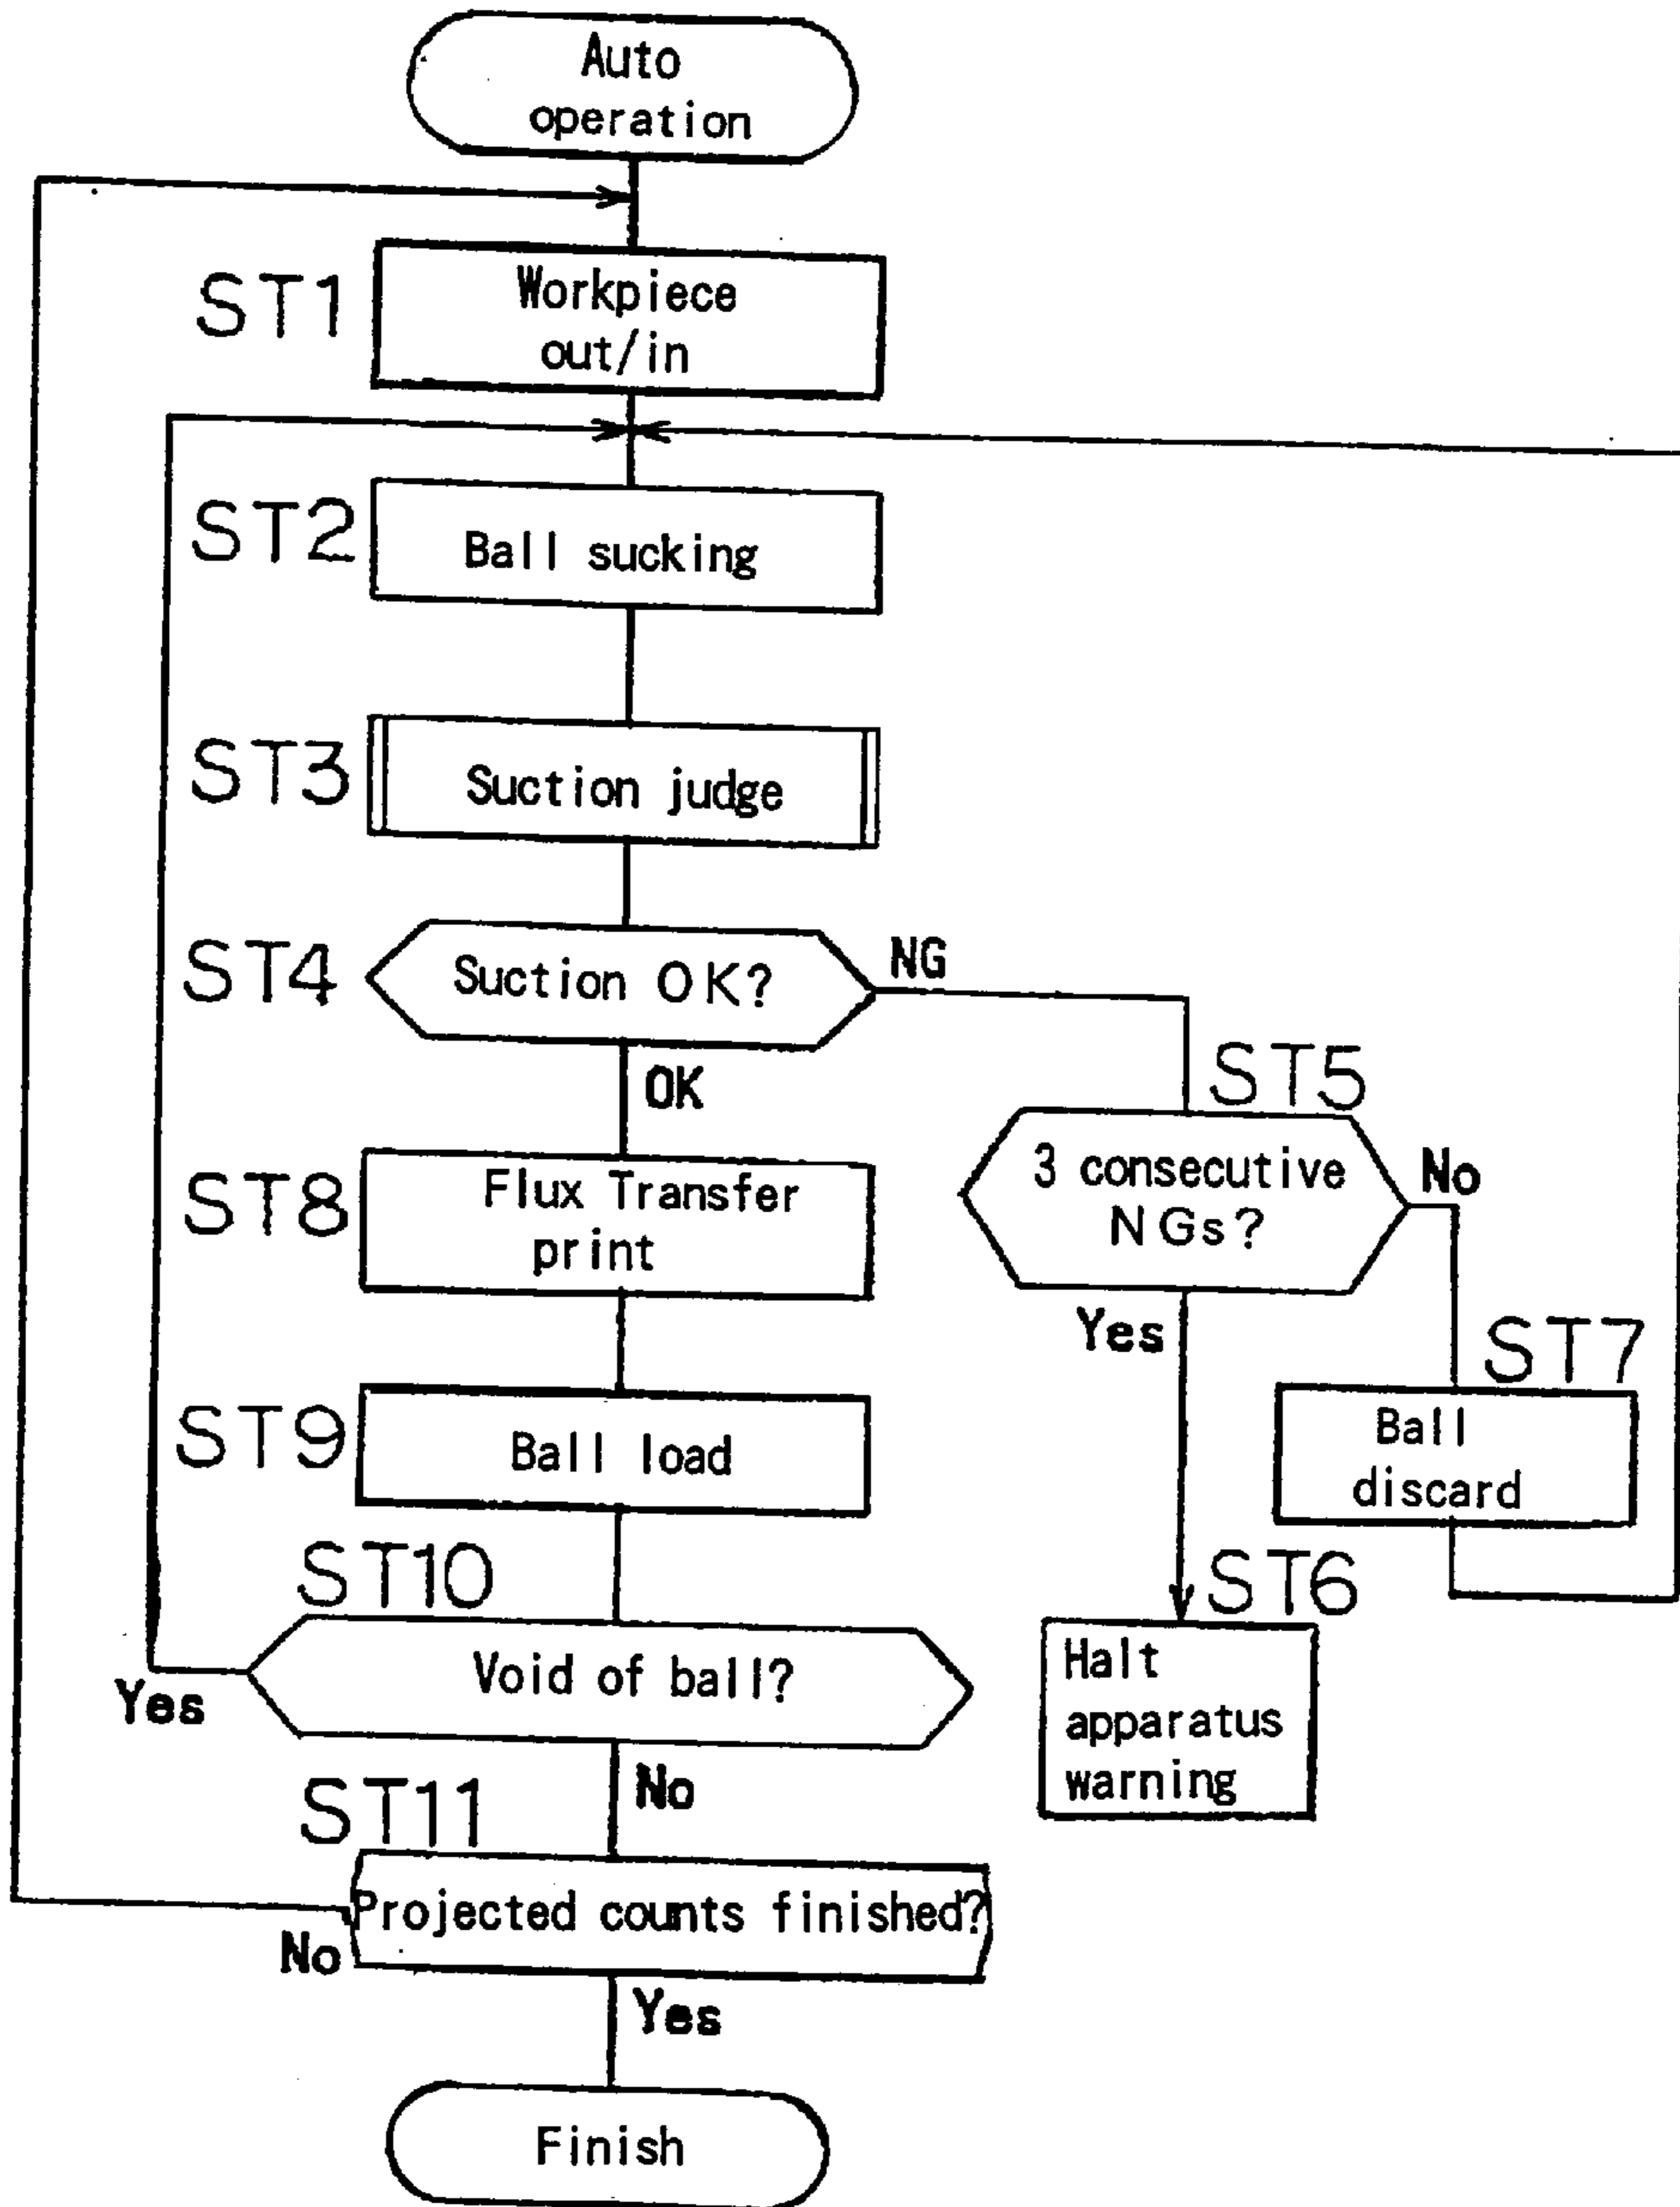 Auto
operation
ST1
Workpiece
out/in
ST2
Ball sucking
ST3
Suction judge
ST4
Suction OK?
NG
OK
ST5
3 consecutive
NGs?
No
Yes
ST7
Ball
discard
ST6
Halt
apparatus
warning
ST8
Flux Transfer
print
ST9
Ball load
ST10
Void of ball?
Yes
No
ST11
Projected counts finished?
No
Yes
Finish